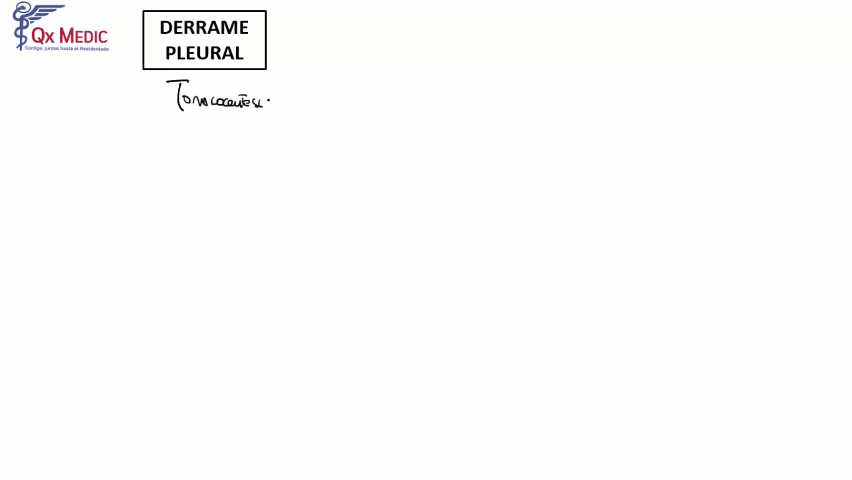 Qx MEDIC
Contigo, juntos hasta el Residentado
DERRAME
PLEURAL
Toracocentesis.